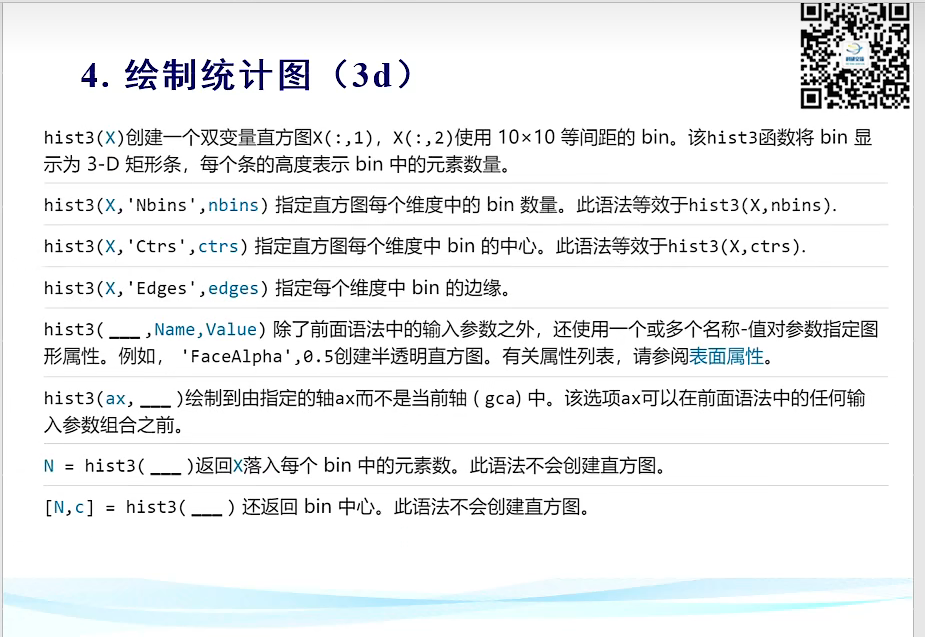 4. 绘制统计图（3d）
hist3(X)创建一个双变量直方图X(:,1)，X(:,2)使用 10×10 等间距的 bin。该hist3函数将 bin 显
示为 3-D 矩形条，每个条的高度表示 bin 中的元素数量。
hist3(X,'Nbins',nbins) 指定直方图每个维度中的 bin 数量。此语法等效于hist3(X,nbins).
hist3(X,'Ctrs',ctrs) 指定直方图每个维度中 bin 的中心。此语法等效于hist3(X,ctrs).
hist3(X,'Edges',edges) 指定每个维度中 bin 的边缘。
hist3( ___ ,Name,Value) 除了前面语法中的输入参数之外，还使用一个或多个名称-值对参数指定图
形属性。例如， 'FaceAlpha',0.5创建半透明直方图。有关属性列表，请参阅表面属性。
hist3(ax, ___ )绘制到由指定的轴ax而不是当前轴 ( gca) 中。该选项ax可以在前面语法中的任何输
入参数组合之前。
N = hist3( ___ )返回X落入每个 bin 中的元素数。此语法不会创建直方图。
[N,c] = hist3( ___ ) 还返回 bin 中心。此语法不会创建直方图。